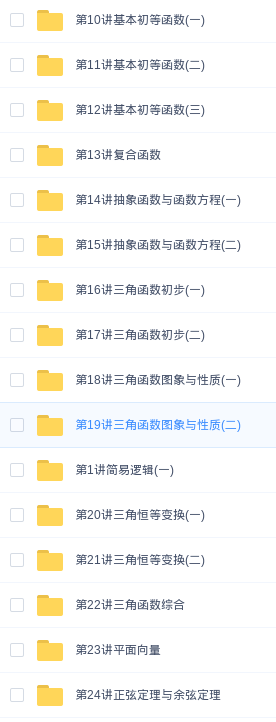 第10讲基本初等函数(一)
第11讲基本初等函数(二)
第12讲基本初等函数(三)
第13讲复合函数
第14讲抽象函数与函数方程(一)
第15讲抽象函数与函数方程(二)
第16讲三角函数初步(一)
第17讲三角函数初步(二)
第18讲三角函数图象与性质(一)
第19讲三角函数图象与性质(二)
第1讲简易逻辑(一)
第20讲三角恒等变换(一)
第21讲三角恒等变换(二)
第22讲三角函数综合
第23讲平面向量
第24讲正弦定理与余弦定理